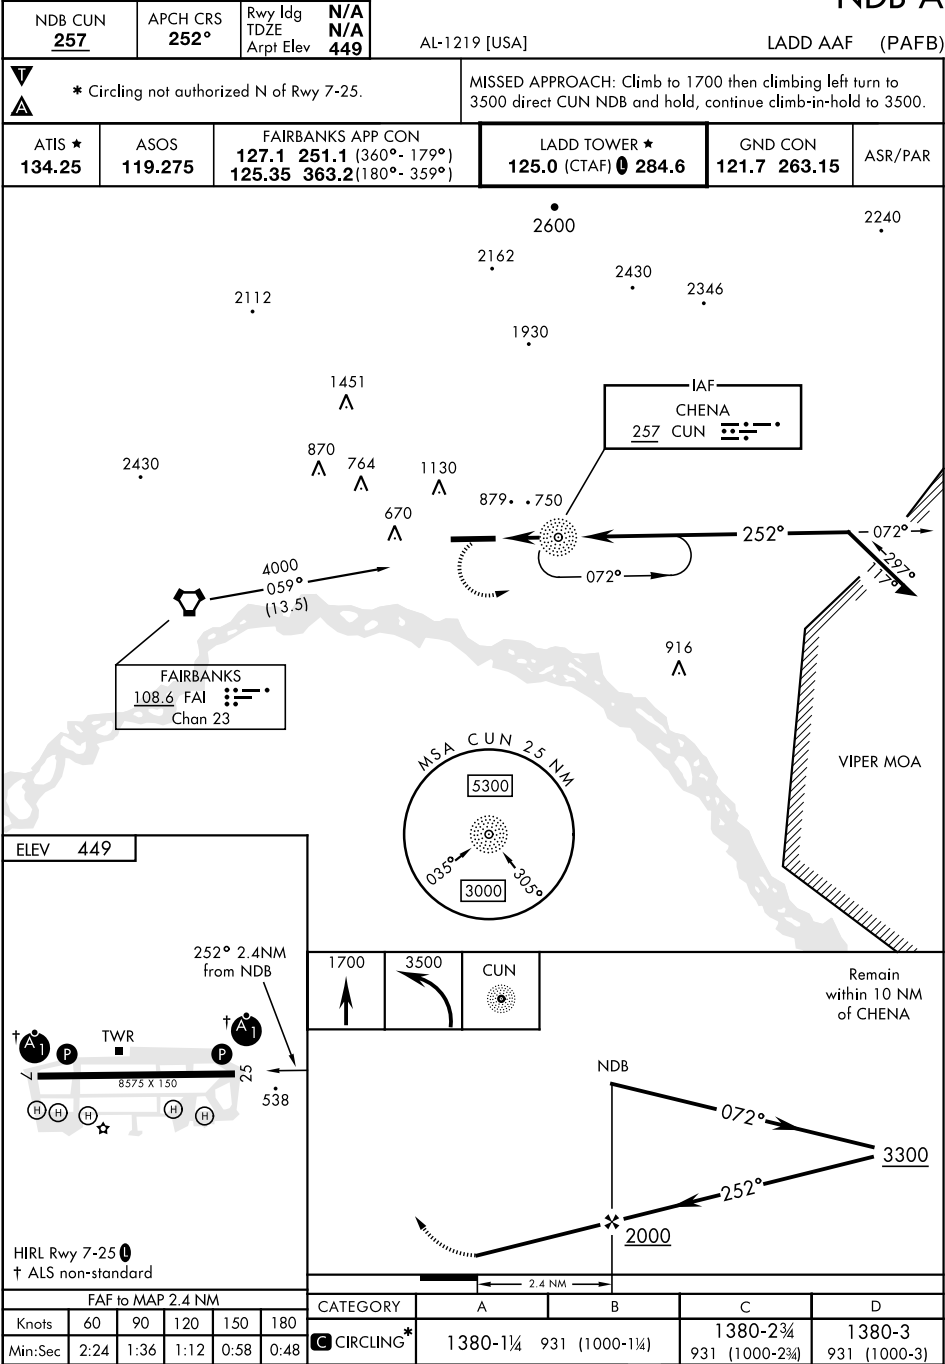 NDB CUN
257
APCH CRS
252°
Rwy ldg N/A
TDZE N/A
Arpt Elev 449
AL-1219 [USA]
LADD AAF (PAFB)
T
A
* Circling not authorized N of Rwy 7-25.
MISSED APPROACH: Climb to 1700 then climbing left turn to
3500 direct CUN NDB and hold, continue climb-in-hold to 3500.
ATIS ★
134.25
ASOS
119.275
FAIRBANKS APP CON
127.1 251.1 (360°- 179°)
125.35 363.2 (180°- 359°)
LADD TOWER ★
125.0 (CTAF) L 284.6
GND CON
121.7 263.15
ASR/PAR
2600
2240
2162
2430
2346
2112
1930
1451
IAF
CHENA
257 CUN
870
764
2430
1130
879
750
670
252°
072°
297°
117°
072°
4000
059°
(13.5)
916
FAIRBANKS
108.6 FAI
Chan 23
VIPER MOA
MSA CUN 25 NM
5300
035°
305°
3000
ELEV 449
252° 2.4NM
from NDB
† A1
P
TWR
P
† A1
7
8575 X 150
25
538
H H H H H
HIRL Rwy 7-25 L
† ALS non-standard
1700
3500
CUN
Remain
within 10 NM
of CHENA
NDB
072°
3300
252°
2000
2.4 NM
FAF to MAP 2.4 NM
Knots 60 90 120 150 180
Min:Sec 2:24 1:36 1:12 0:58 0:48
CATEGORY A B C D
C CIRCLING* 1380-1¼ 931 (1000-1¼) 1380-2¾ 931 (1000-2¾) 1380-3 931 (1000-3)